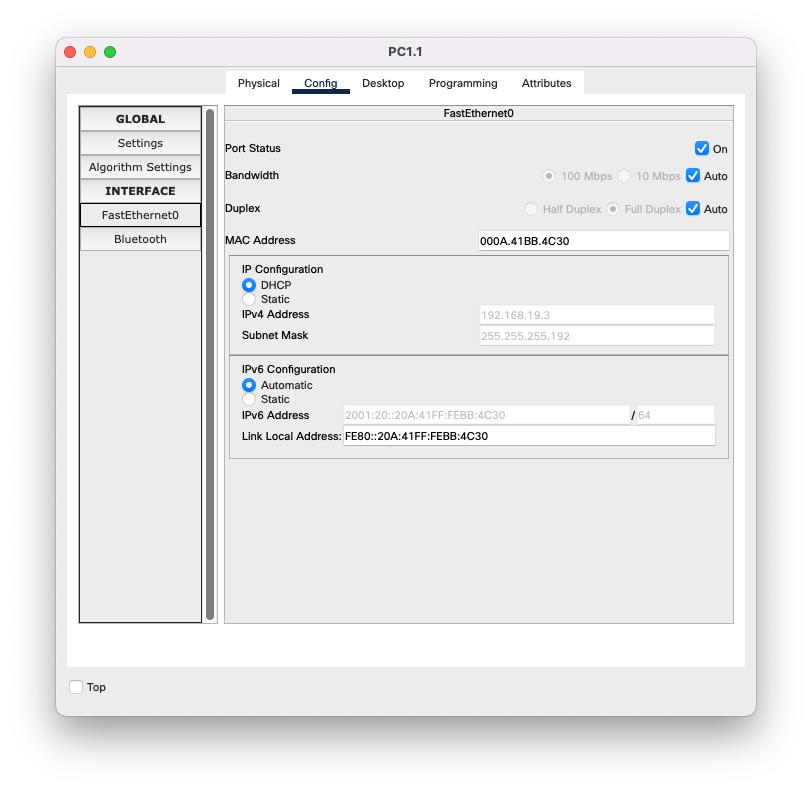 PC1.1
Physical Config Desktop Programming Attributes
GLOBAL
Settings
Algorithm Settings
INTERFACE
FastEthernet0
Bluetooth
FastEthernet0
Port Status On
Bandwidth 100 Mbps 10 Mbps Auto
Duplex Half Duplex Full Duplex Auto
MAC Address 000A.41BB.4C30
IP Configuration
DHCP
Static
IPv4 Address 192.168.19.3
Subnet Mask 255.255.255.192
IPv6 Configuration
Automatic
Static
IPv6 Address 2001:20::20A:41FF:FEBB:4C30 / 64
Link Local Address: FE80::20A:41FF:FEBB:4C30
Top